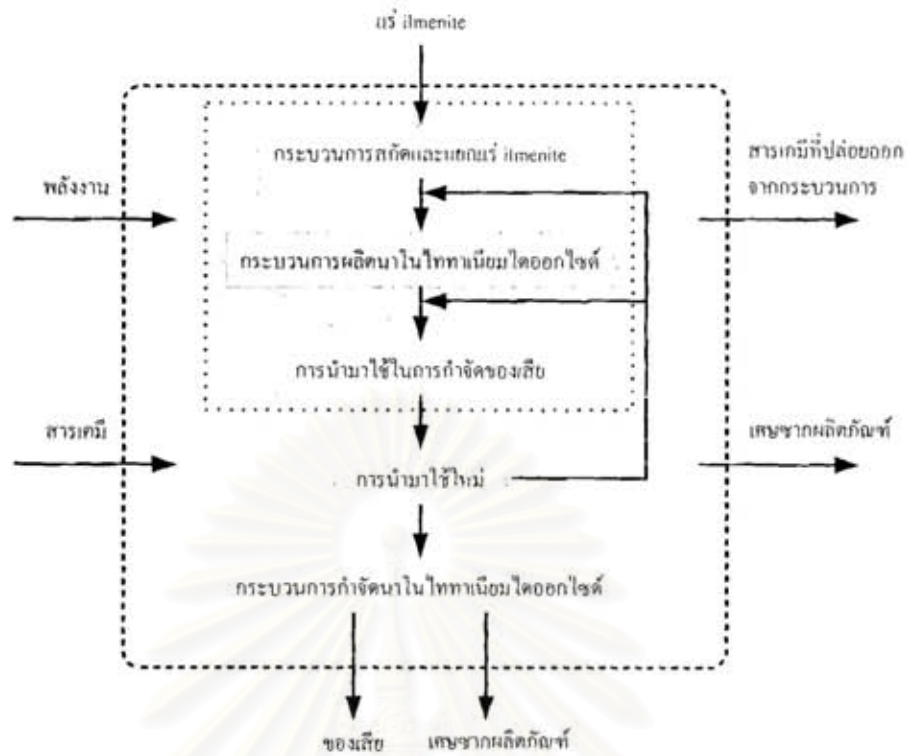 แร่ ilmenite
กระบวนการสกัดและแยกแร่ ilmenite
สารเคมีที่ปล่อยออก
จากกระบวนการ
พลังงาน
กระบวนการผลิตนาโนไททาเนียมไดออกไซด์
การนำมาใช้ในการกำจัดของเสีย
สารเคมี
เศษซากผลิตภัณฑ์
การนำมาใช้ใหม่
กระบวนการกำจัดนาโนไททาเนียมไดออกไซด์
ของเสีย เศษซากผลิตภัณฑ์